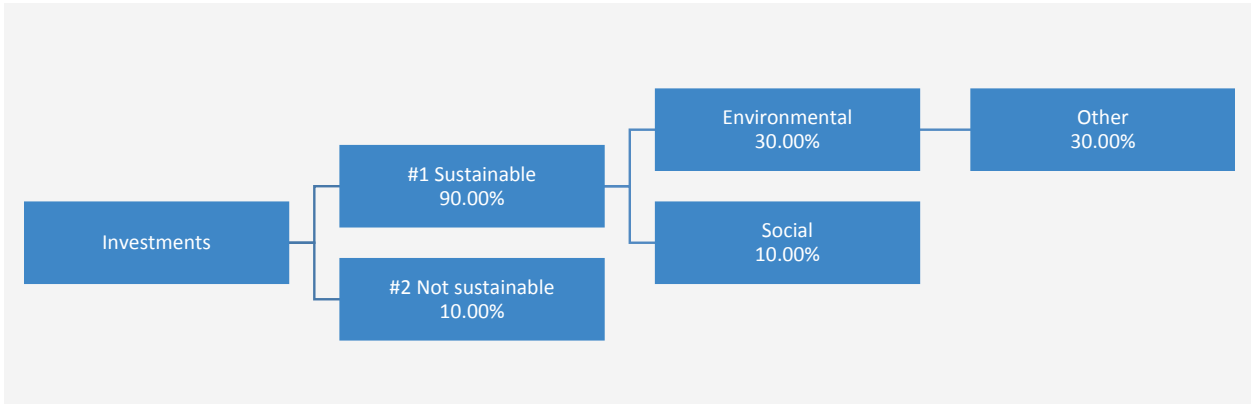 Investments
#1 Sustainable
90.00%
#2 Not sustainable
10.00%
Environmental
30.00%
Social
10.00%
Other
30.00%